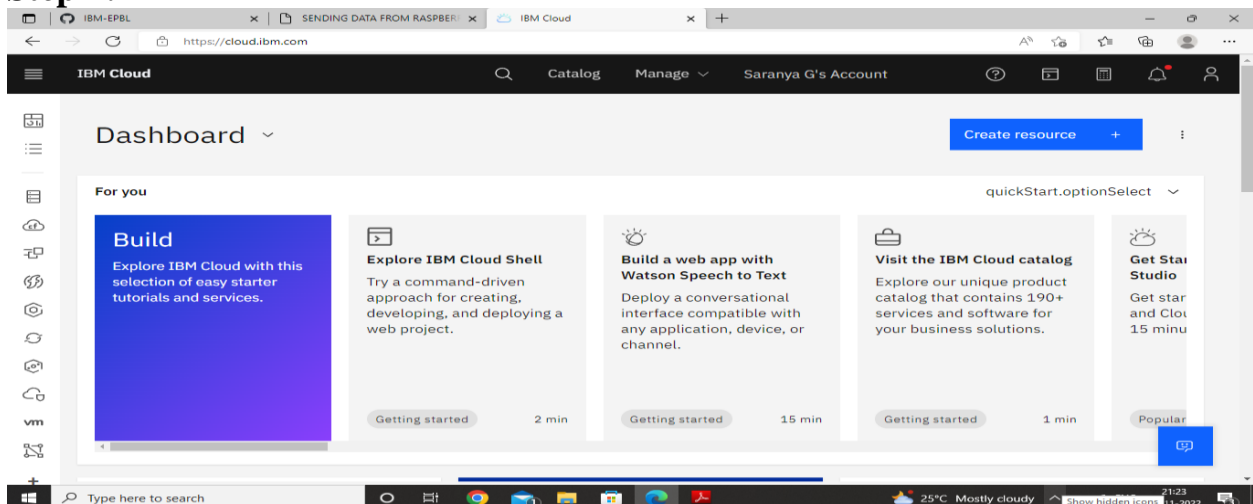 IBM-EPBL
SENDING DATA FROM RASPBER
IBM Cloud
https://cloud.ibm.com
IBM Cloud
Catalog
Manage
Saranya G's Account
Dashboard
Create resource +
For you
quickStart.optionSelect
Build
Explore IBM Cloud with this
selection of easy starter
tutorials and services.
Explore IBM Cloud Shell
Try a command-driven
approach for creating,
developing, and deploying a
web project.
Getting started 2 min
Build a web app with
Watson Speech to Text
Deploy a conversational
interface compatible with
any application, device, or
channel.
Getting started 15 min
Visit the IBM Cloud catalog
Explore our unique product
catalog that contains 190+
services and software for
your business solutions.
Getting started 1 min
Get Star
Studio
Get star
and Clou
15 minu
Popular
vm
Type here to search
25°C Mostly cloudy
Show hidden icons
21:23
11-2022